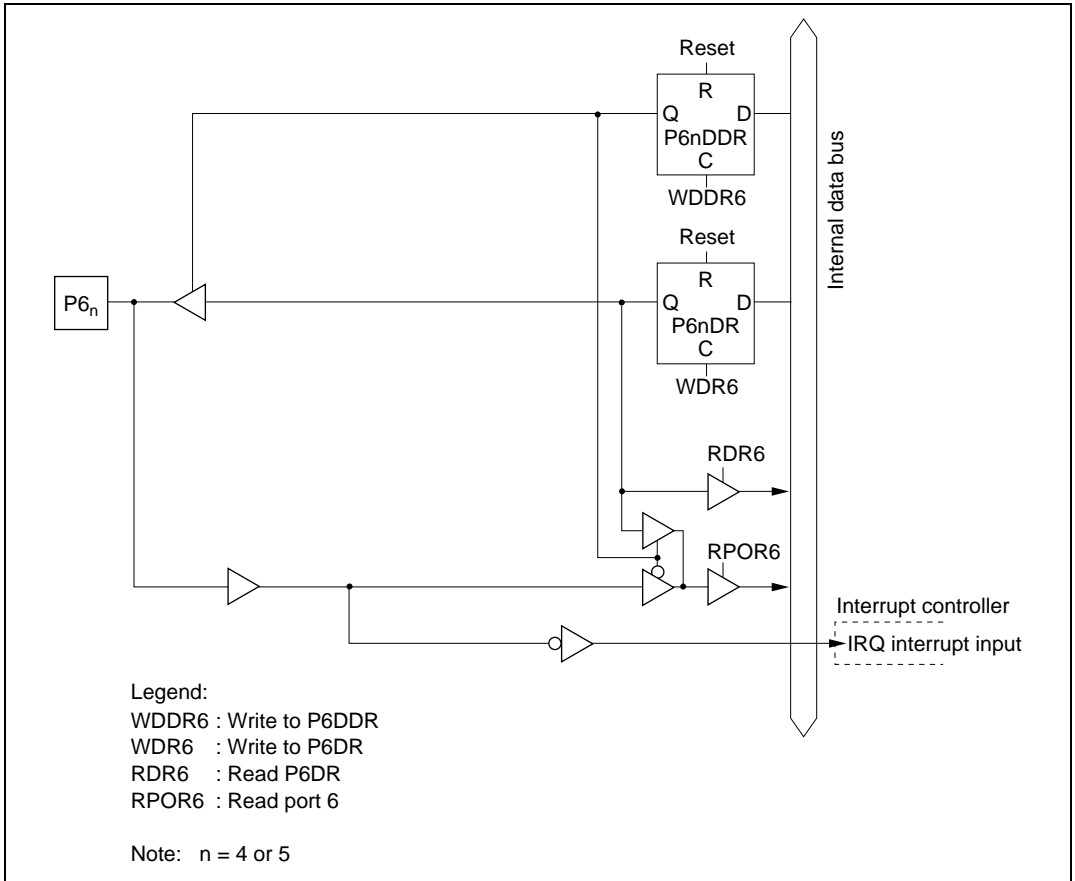 Reset
R
Q D
P6nDDR
C
WDDR6
Reset
R
Q D
P6nDR
C
WDR6
Internal data bus
P6n
RDR6
RPOR6
Interrupt controller
IRQ interrupt input
Legend:
WDDR6 : Write to P6DDR
WDR6 : Write to P6DR
RDR6 : Read P6DR
RPOR6 : Read port 6
Note: n = 4 or 5